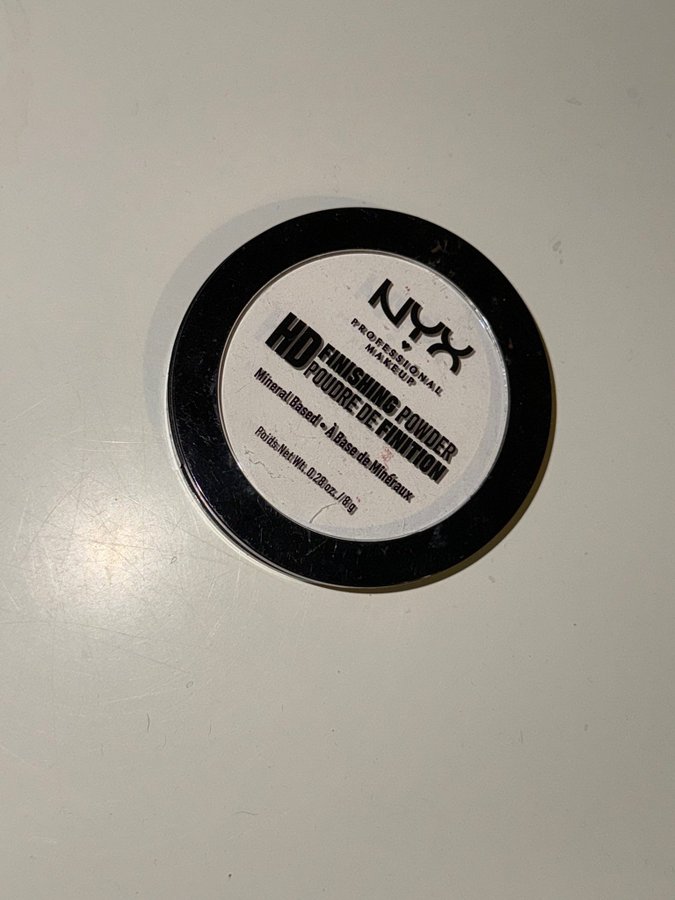 NYX
PROFESSIONAL
MAKEUP
HD FINISHING POWDER
POUDRE DE FINITION
Mineral Based • À Base de Minéraux
Poids Net Wt. 0.28 oz. / 8 g